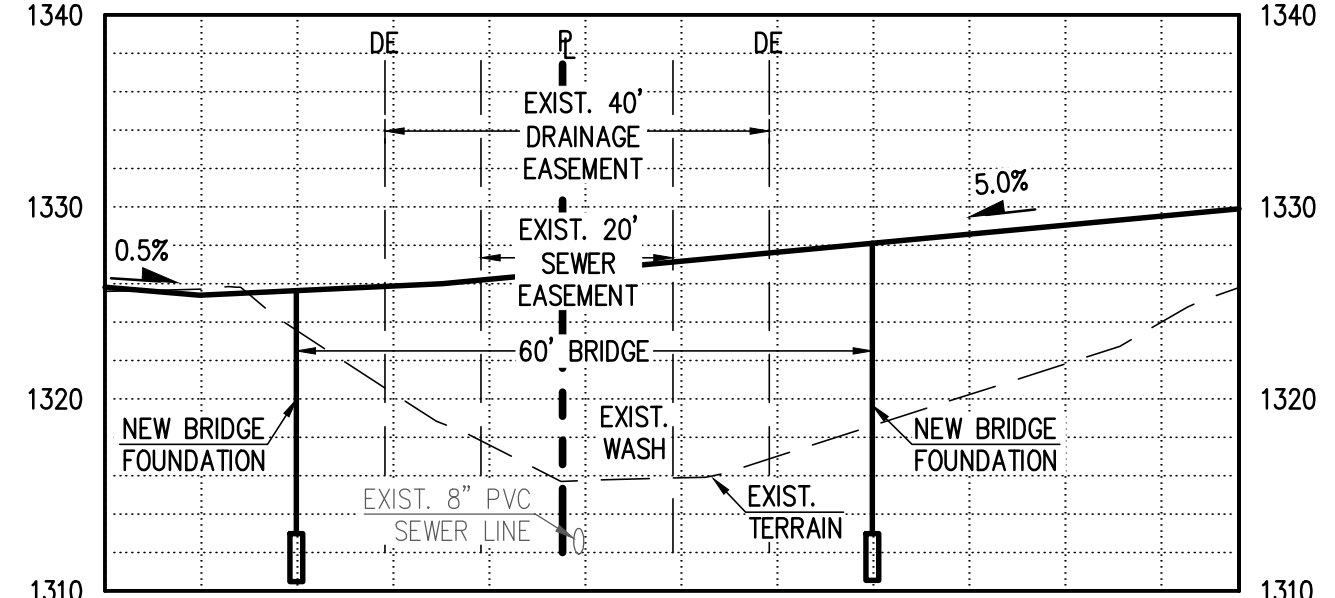 1340
1340
DE
PL
DE
EXIST. 40'
DRAINAGE
EASEMENT
5.0%
1330
1330
EXIST. 20'
SEWER
EASEMENT
0.5%
60' BRIDGE
1320
1320
NEW BRIDGE
FOUNDATION
EXIST.
WASH
NEW BRIDGE
FOUNDATION
EXIST. 8" PVC
SEWER LINE
EXIST.
TERRAIN
1310
1310